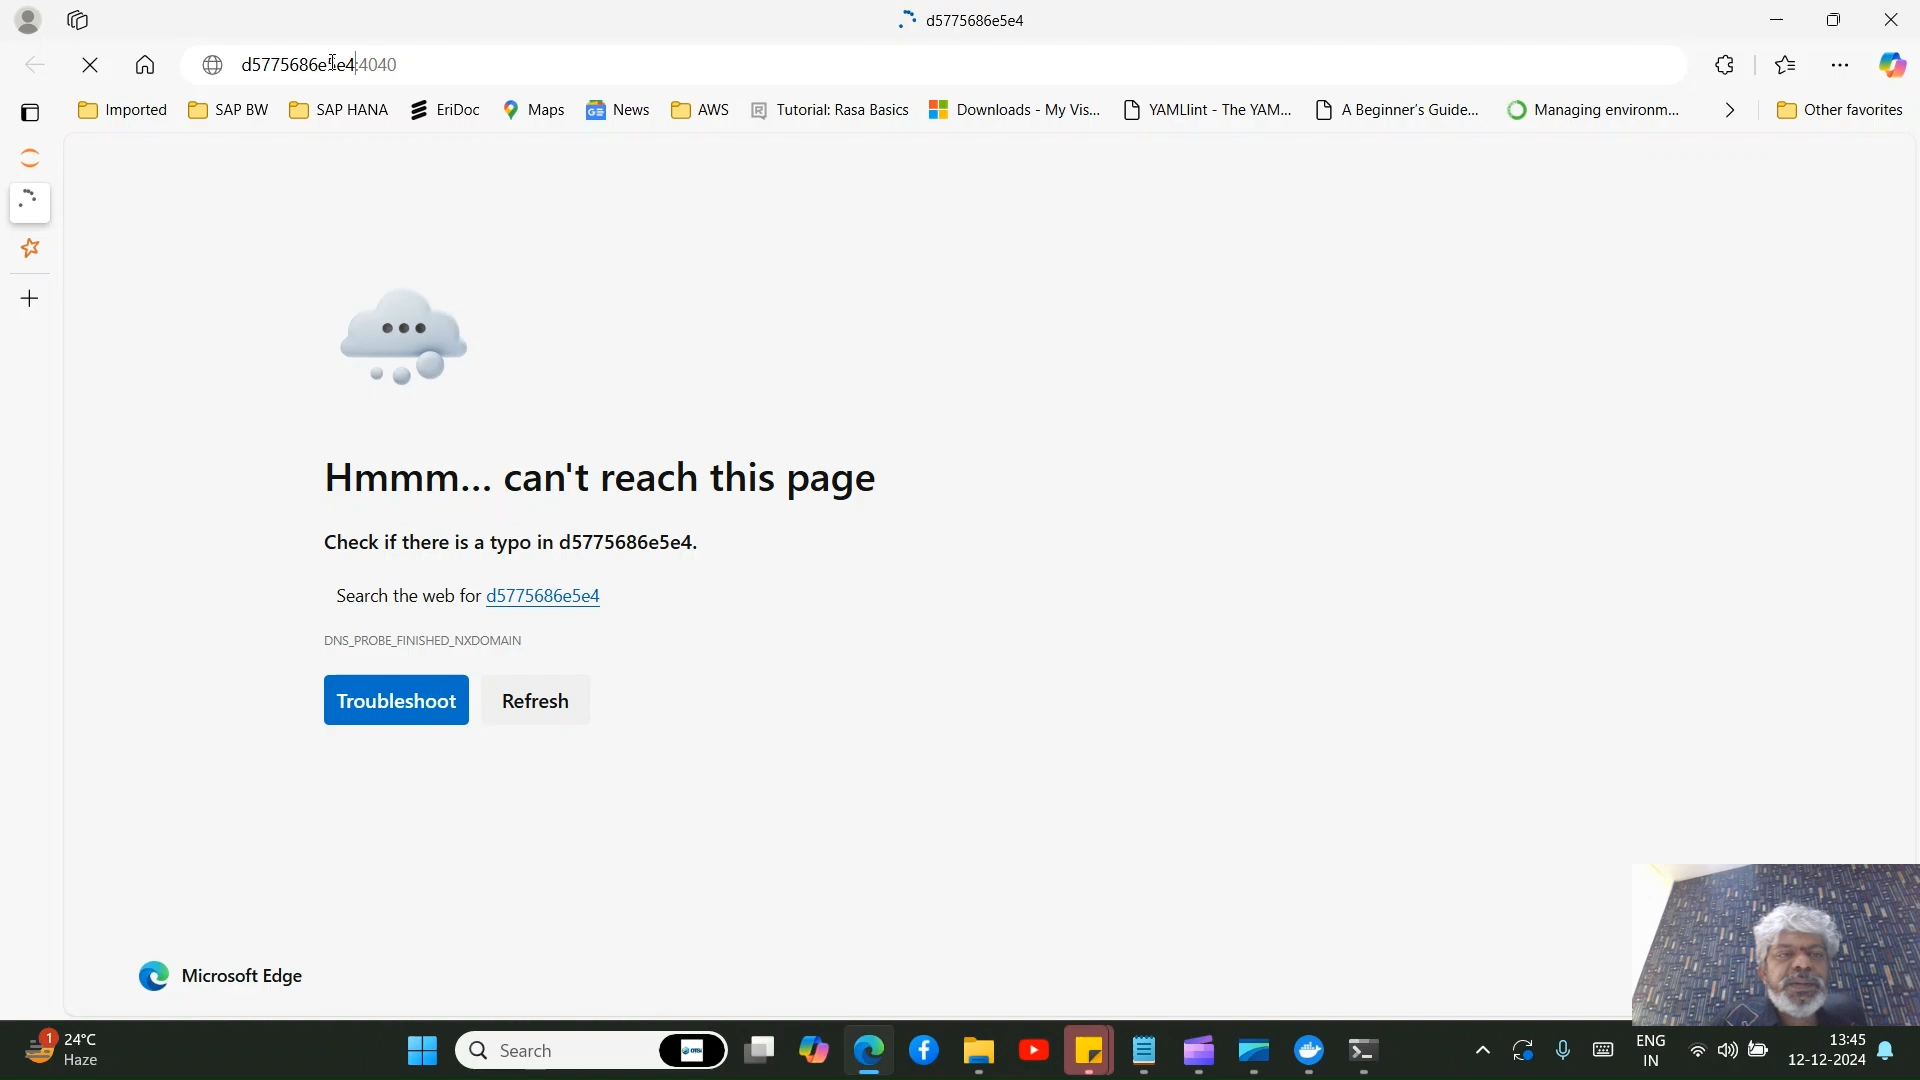 d5775686e5e4
d5775686e5e4:4040
Imported
SAP BW
SAP HANA
EriDoc
Maps
News
AWS
Tutorial: Rasa Basics
Downloads - My Vis...
YAMLlint - The YAM...
A Beginner's Guide...
Managing environm...
Other favorites
Hmmm... can't reach this page
Check if there is a typo in d5775686e5e4.
Search the web for d5775686e5e4
DNS_PROBE_FINISHED_NXDOMAIN
Troubleshoot
Refresh
Microsoft Edge
1
24°C
Haze
Search
ENG
IN
13:45
12-12-2024